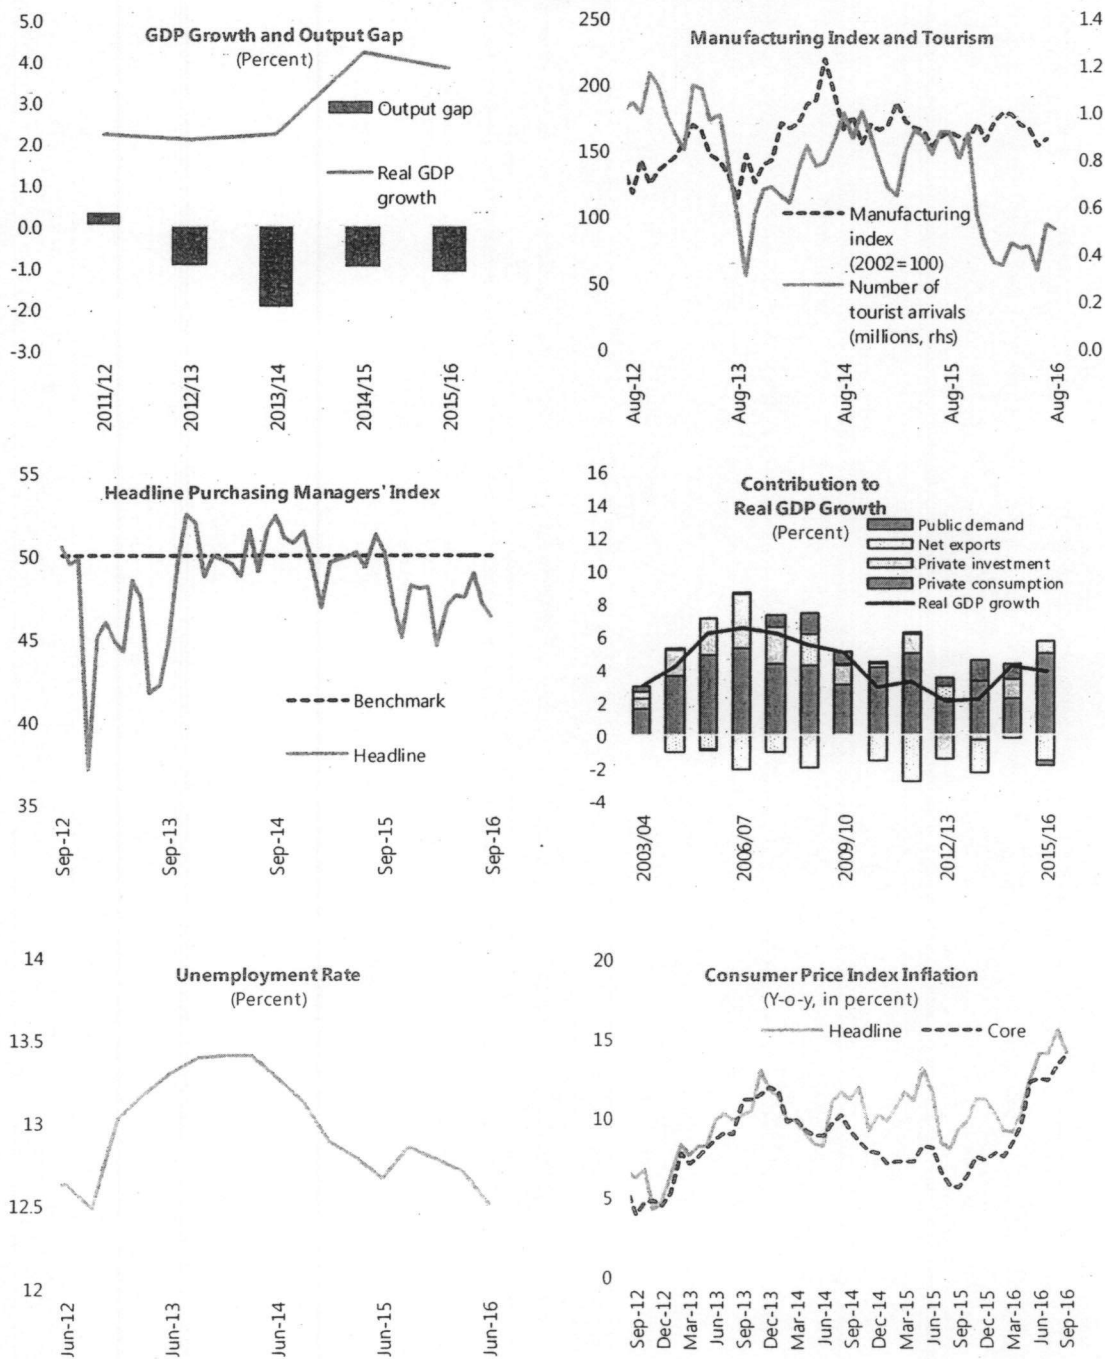 GDP Growth and Output Gap
(Percent)
5.0
4.0
3.0
2.0
1.0
0.0
-1.0
-2.0
-3.0
Output gap
Real GDP
growth
2011/12
2012/13
2013/14
2014/15
2015/16
Manufacturing Index and Tourism
250
200
150
100
50
0
1.4
1.2
1.0
0.8
0.6
0.4
0.2
0.0
Manufacturing
index
(2002=100)
Number of
tourist arrivals
(millions, rhs)
Aug-12
Aug-13
Aug-14
Aug-15
Aug-16
Headline Purchasing Managers' Index
55
50
45
40
35
Benchmark
Headline
Sep-12
Sep-13
Sep-14
Sep-15
Sep-16
Contribution to
Real GDP Growth
(Percent)
16
14
12
10
8
6
4
2
0
-2
-4
Public demand
Net exports
Private investment
Private consumption
Real GDP growth
2003/04
2006/07
2009/10
2012/13
2015/16
Unemployment Rate
(Percent)
14
13.5
13
12.5
12
Jun-12
Jun-13
Jun-14
Jun-15
Jun-16
Consumer Price Index Inflation
(Y-o-y, in percent)
20
15
10
5
0
Headline
Core
Sep-12
Dec-12
Mar-13
Jun-13
Sep-13
Dec-13
Mar-14
Jun-14
Sep-14
Dec-14
Mar-15
Jun-15
Sep-15
Dec-15
Mar-16
Jun-16
Sep-16